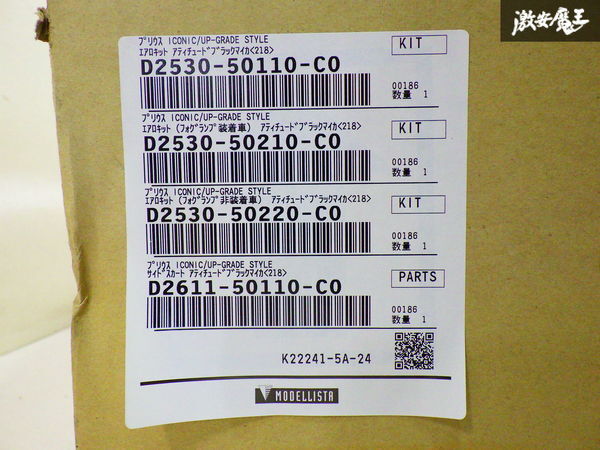 激安魔王
プリウス ICONIC/UP-GRADE STYLE
エアロキット アティチュードブラックマイカ<218>
KIT
D2530-50110-C0
00186
数量 1
プリウス ICONIC/UP-GRADE STYLE
エアロキット (フォグランプ装着車) アティチュードブラックマイカ<218>
KIT
D2530-50210-C0
00186
数量 1
プリウス ICONIC/UP-GRADE STYLE
エアロキット (フォグランプ非装着車) アティチュードブラックマイカ<218>
KIT
D2530-50220-C0
00186
数量 1
プリウス ICONIC/UP-GRADE STYLE
サイドスカート アティチュードブラックマイカ<218>
PARTS
D2611-50110-C0
00186
数量 1
K22241-5A-24
MODELLISTA